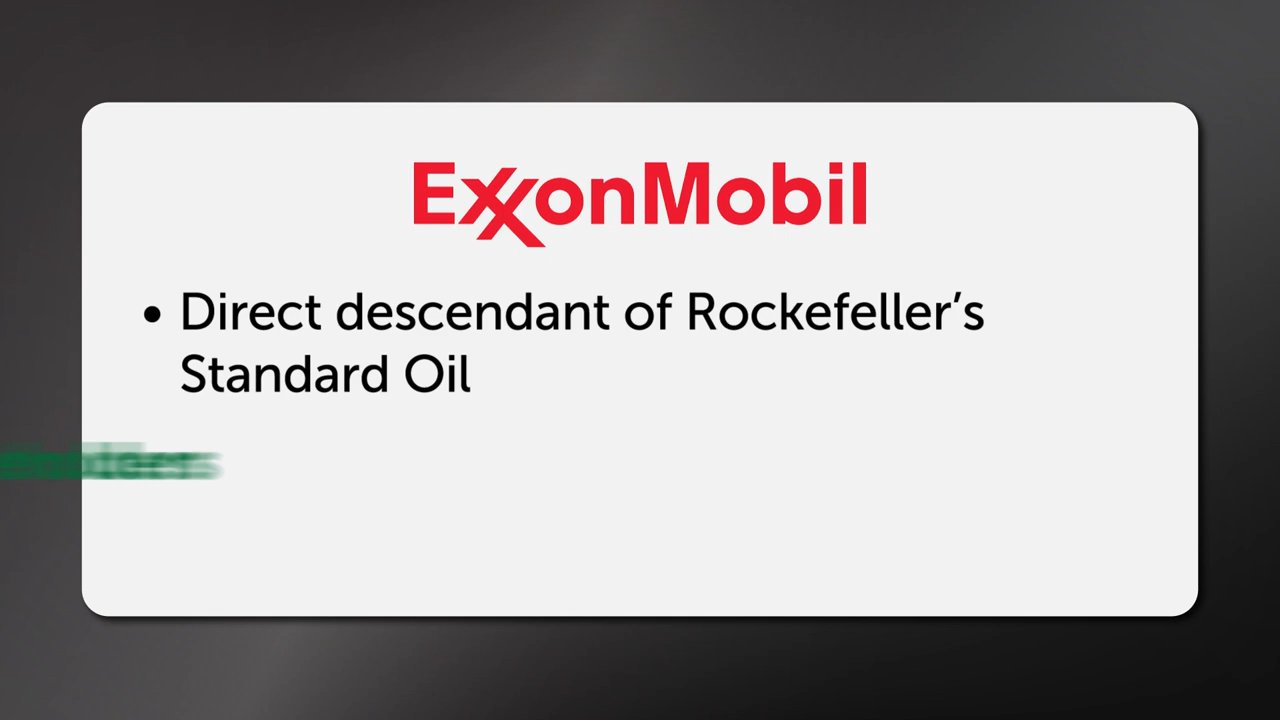 ExxonMobil
• Direct descendant of Rockefeller’s
Standard Oil